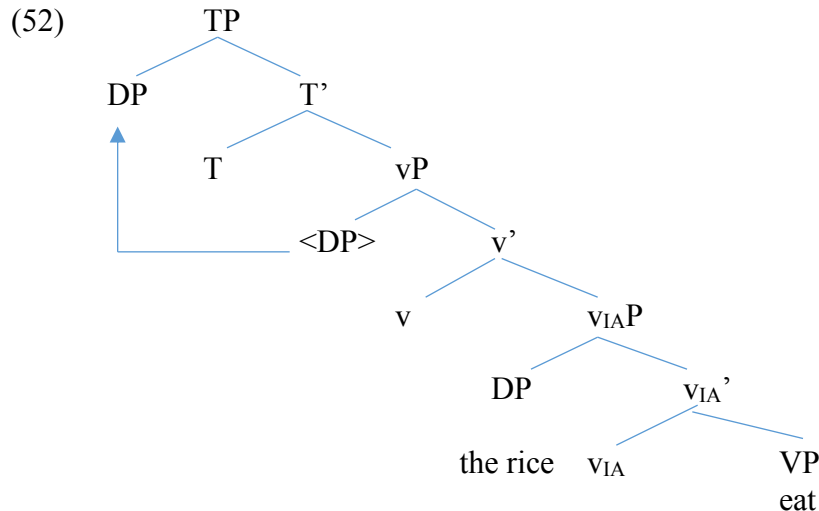 (52) TP
DP T’
T vP
<DP> v’
v vIAP
DP vIA’
the rice vIA VP
eat